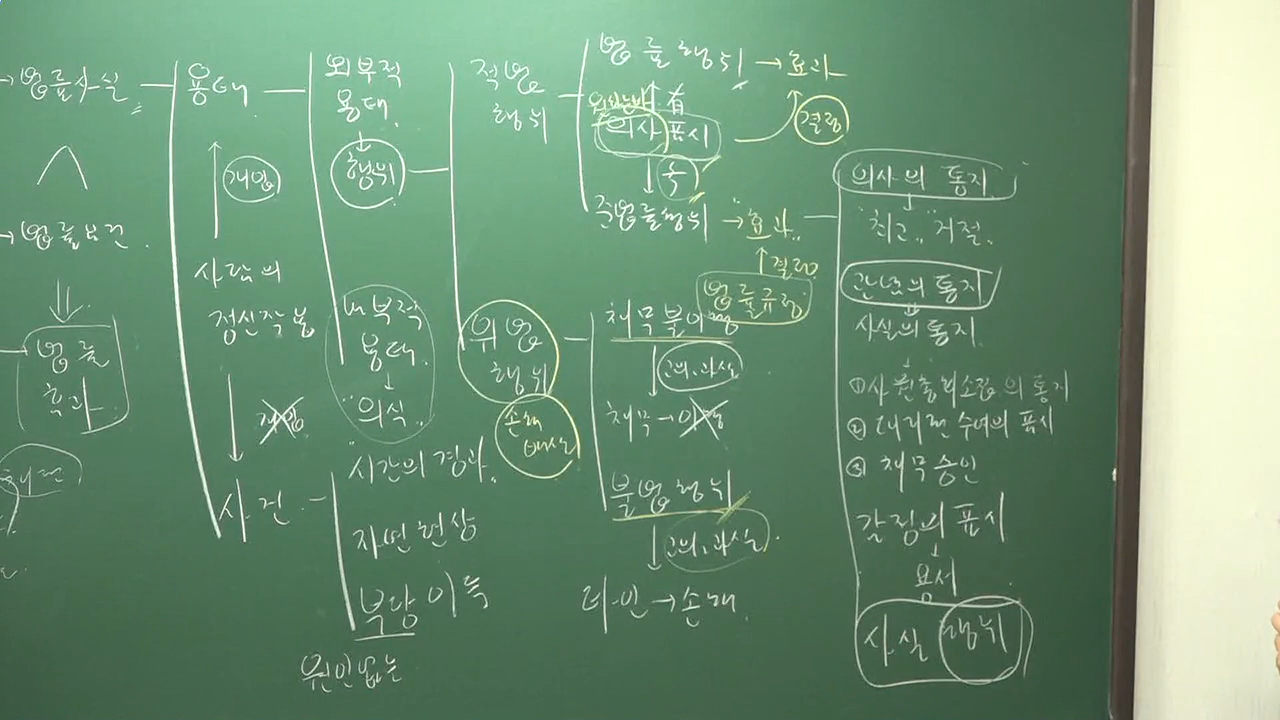 →법률사실
법률요건
법률
효과
용태
개입
사람의
정신작용
개입
사건
외부적
용태
행위
내부적
용태
"의식"
"시간의 경과"
자연현상
부당이득
원인없는
적법
행위
위법
행위
손해
배상
법률행위→효과
有
의사표시
결정
준법률행위→효과
결정
법률규정
채무불이행
고의.과실
채무→이행
불법행위
고의.과실
타인→손해
의사의 통지
"최고", "거절"
관념의 통지
사실의 통지
①사원총회소집의 통지
②대리권 수여의 표시
③채무승인
감정의 표시
용서
사실행위